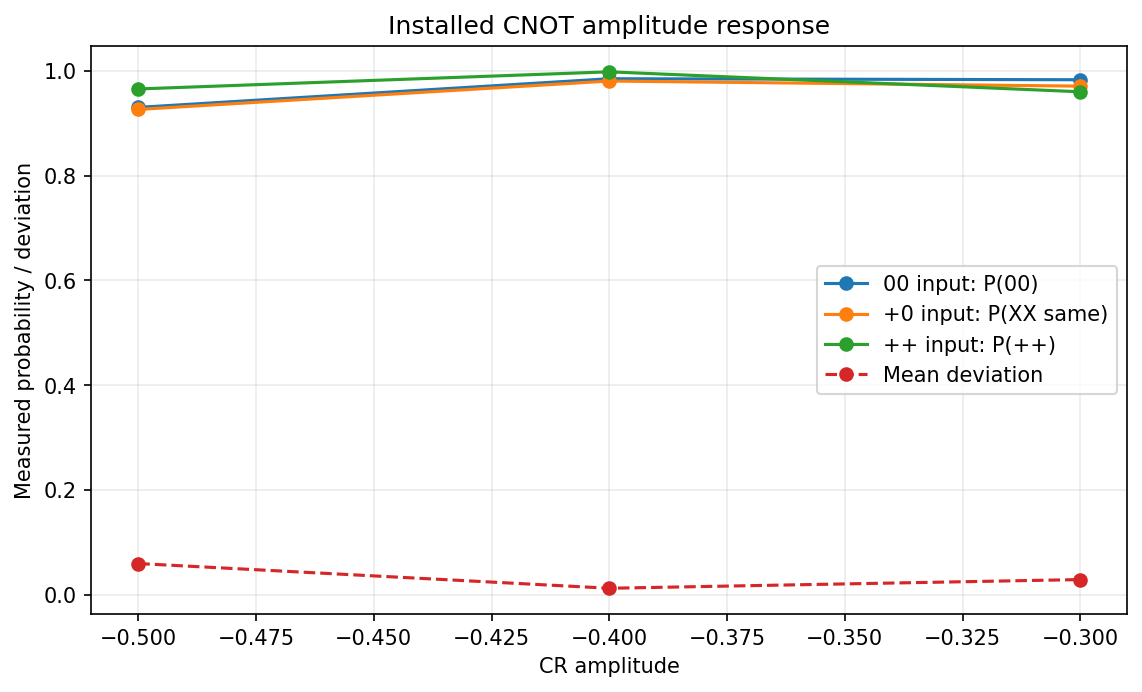 Installed CNOT amplitude response
Measured probability / deviation
1.0
0.8
0.6
0.4
0.2
0.0
00 input: P(00)
+0 input: P(XX same)
++ input: P(++)
Mean deviation
−0.500 −0.475 −0.450 −0.425 −0.400 −0.375 −0.350 −0.325 −0.300
CR amplitude